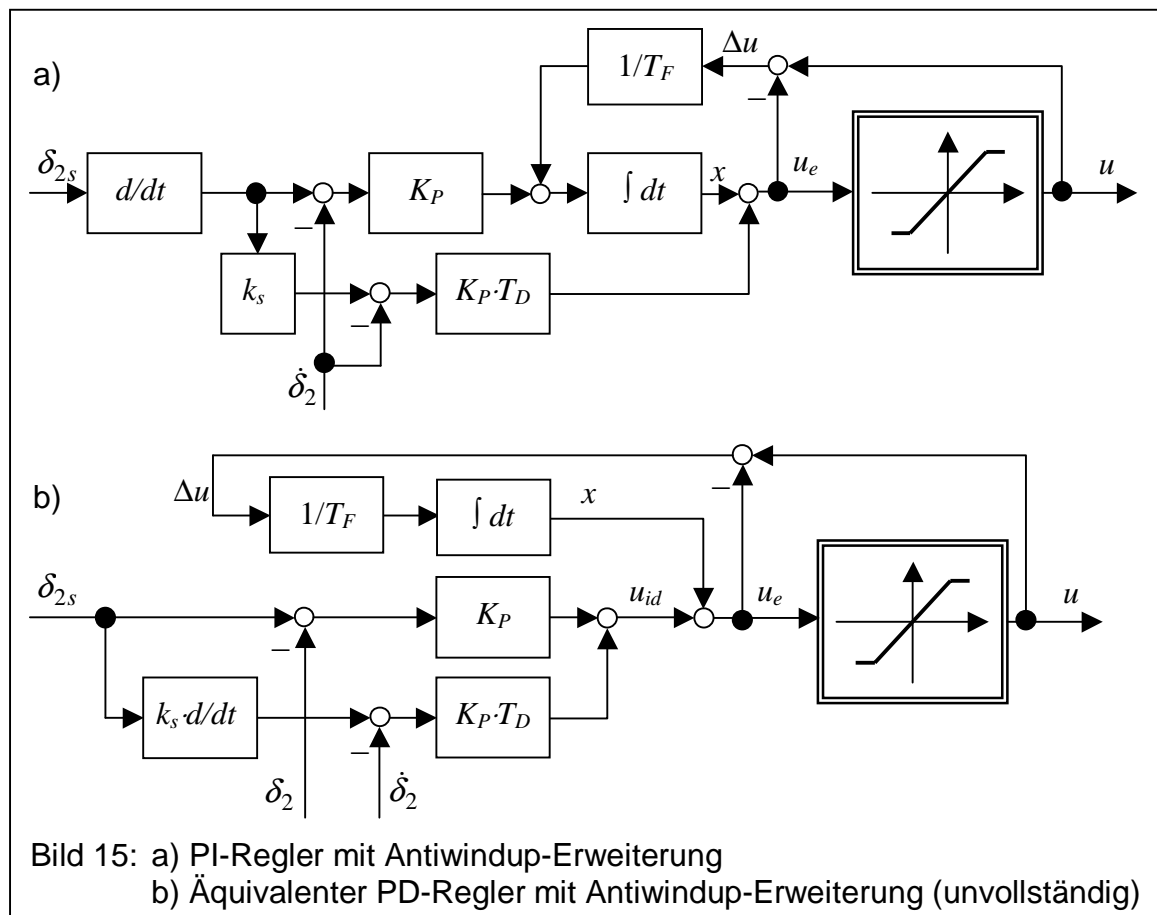 a)
1/T_F
Δu
−
δ_2s
d/dt
−
K_P
∫ dt
x
u_e
u
k_s
−
K_P·T_D
δ̇_2
b)
Δu
1/T_F
∫ dt
x
−
δ_2s
−
K_P
u_id
u_e
u
k_s·d/dt
−
K_P·T_D
δ_2
δ̇_2
Bild 15: a) PI-Regler mit Antiwindup-Erweiterung
b) Äquivalenter PD-Regler mit Antiwindup-Erweiterung (unvollständig)